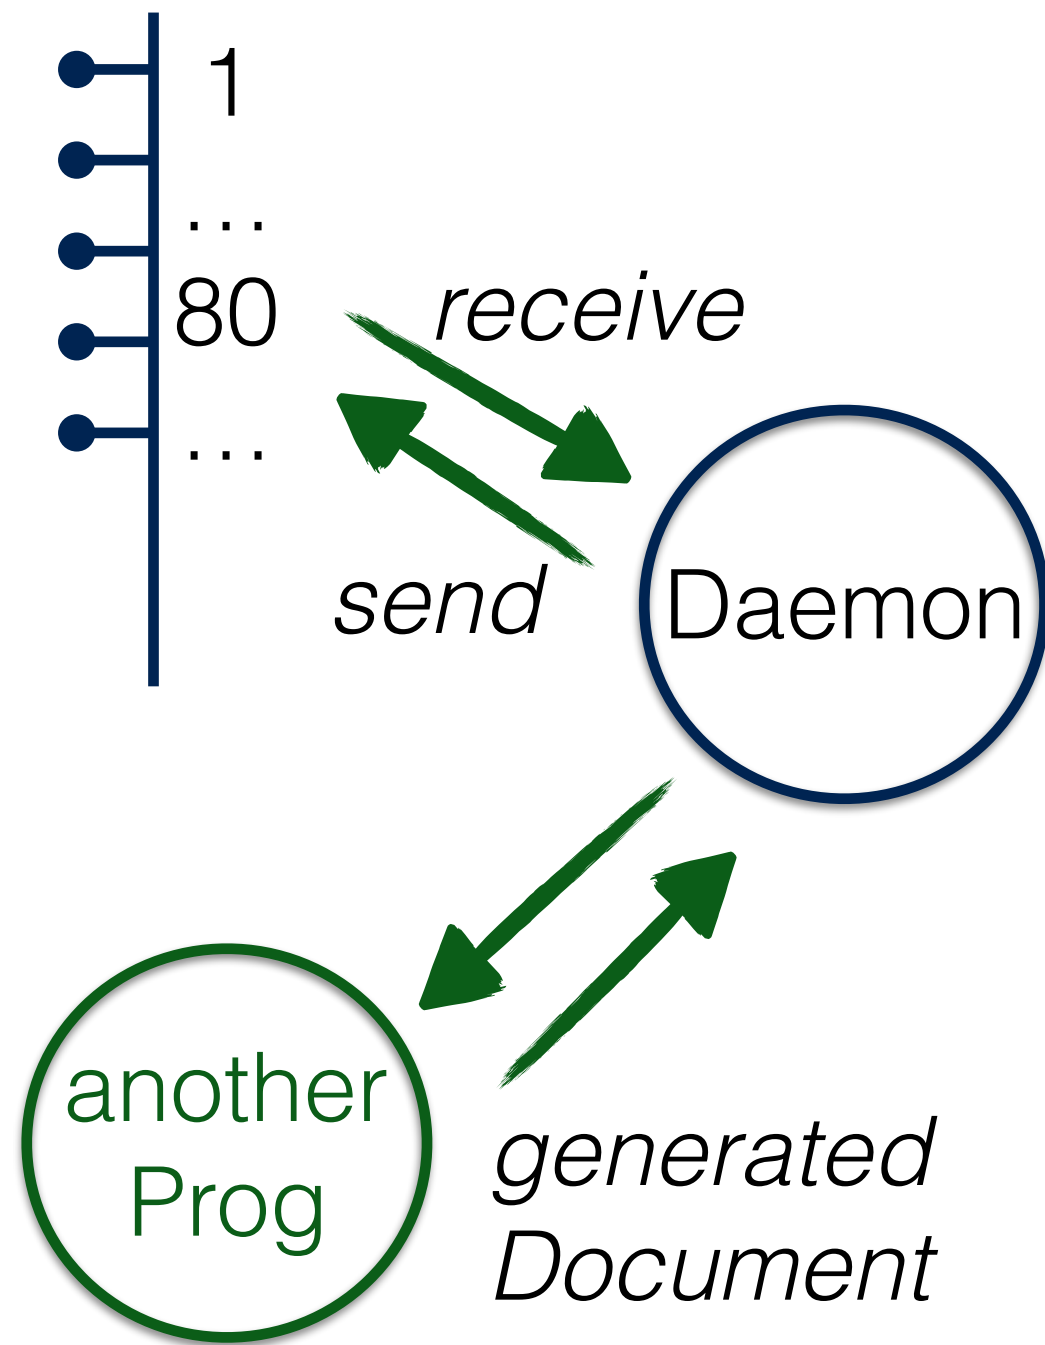 1
...
80
...
receive
send
Daemon
another
Prog
generated
Document